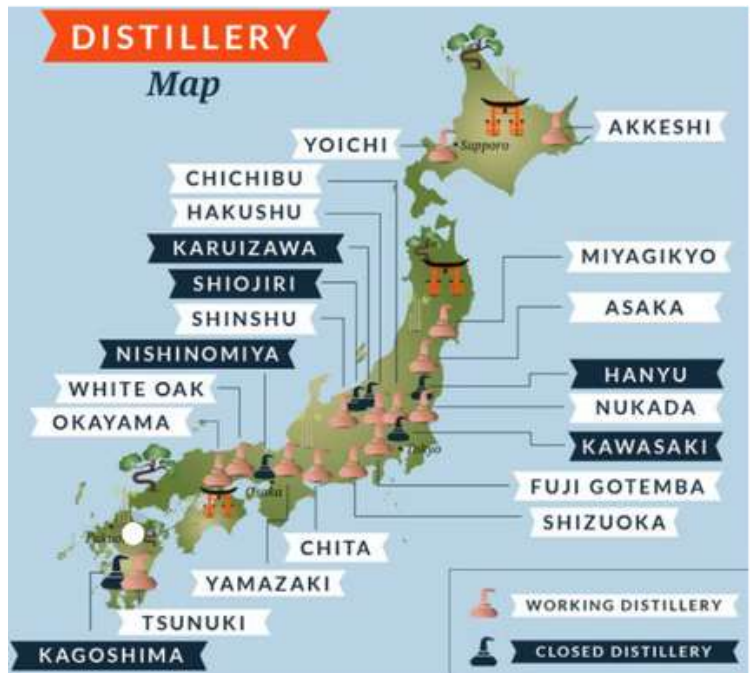 DISTILLERY
Map
YOICHI
Sapporo
AKKESHI
CHICHIBU
HAKUSHU
KARUIZAWA
MIYAGIKYO
SHIOJIRI
ASAKA
SHINSHU
NISHINOMIYA
HANYU
WHITE OAK
NUKADA
OKAYAMA
KAWASAKI
Tokyo
FUJI GOTEMBA
Osaka
SHIZUOKA
CHITA
YAMAZAKI
TSUNUKI
KAGOSHIMA
WORKING DISTILLERY
CLOSED DISTILLERY